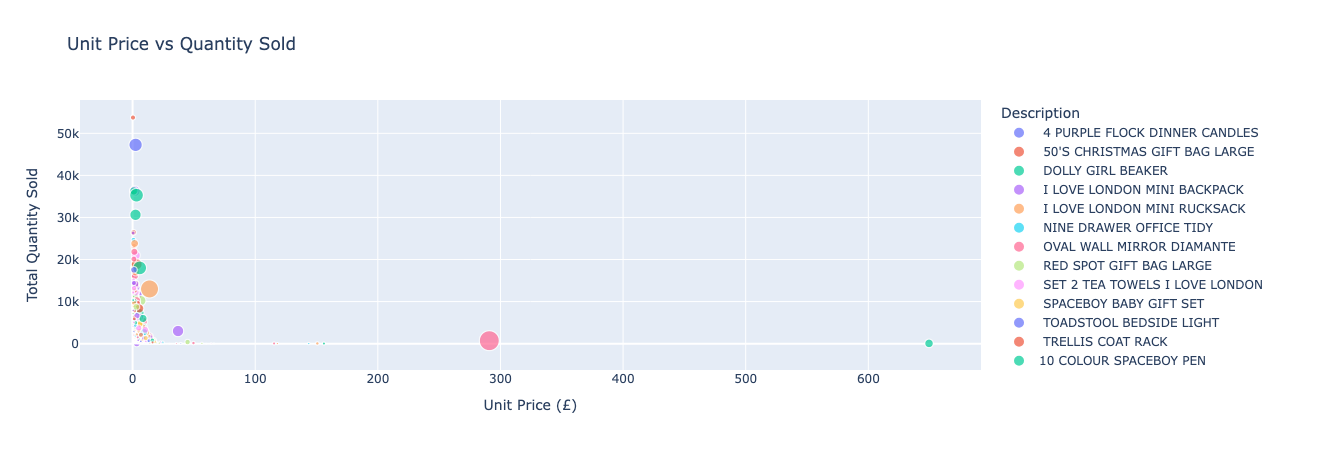 Unit Price vs Quantity Sold
Total Quantity Sold
50k
40k
30k
20k
10k
0
0 100 200 300 400 500 600
Unit Price (£)
Description
4 PURPLE FLOCK DINNER CANDLES
50'S CHRISTMAS GIFT BAG LARGE
DOLLY GIRL BEAKER
I LOVE LONDON MINI BACKPACK
I LOVE LONDON MINI RUCKSACK
NINE DRAWER OFFICE TIDY
OVAL WALL MIRROR DIAMANTE
RED SPOT GIFT BAG LARGE
SET 2 TEA TOWELS I LOVE LONDON
SPACEBOY BABY GIFT SET
TOADSTOOL BEDSIDE LIGHT
TRELLIS COAT RACK
10 COLOUR SPACEBOY PEN